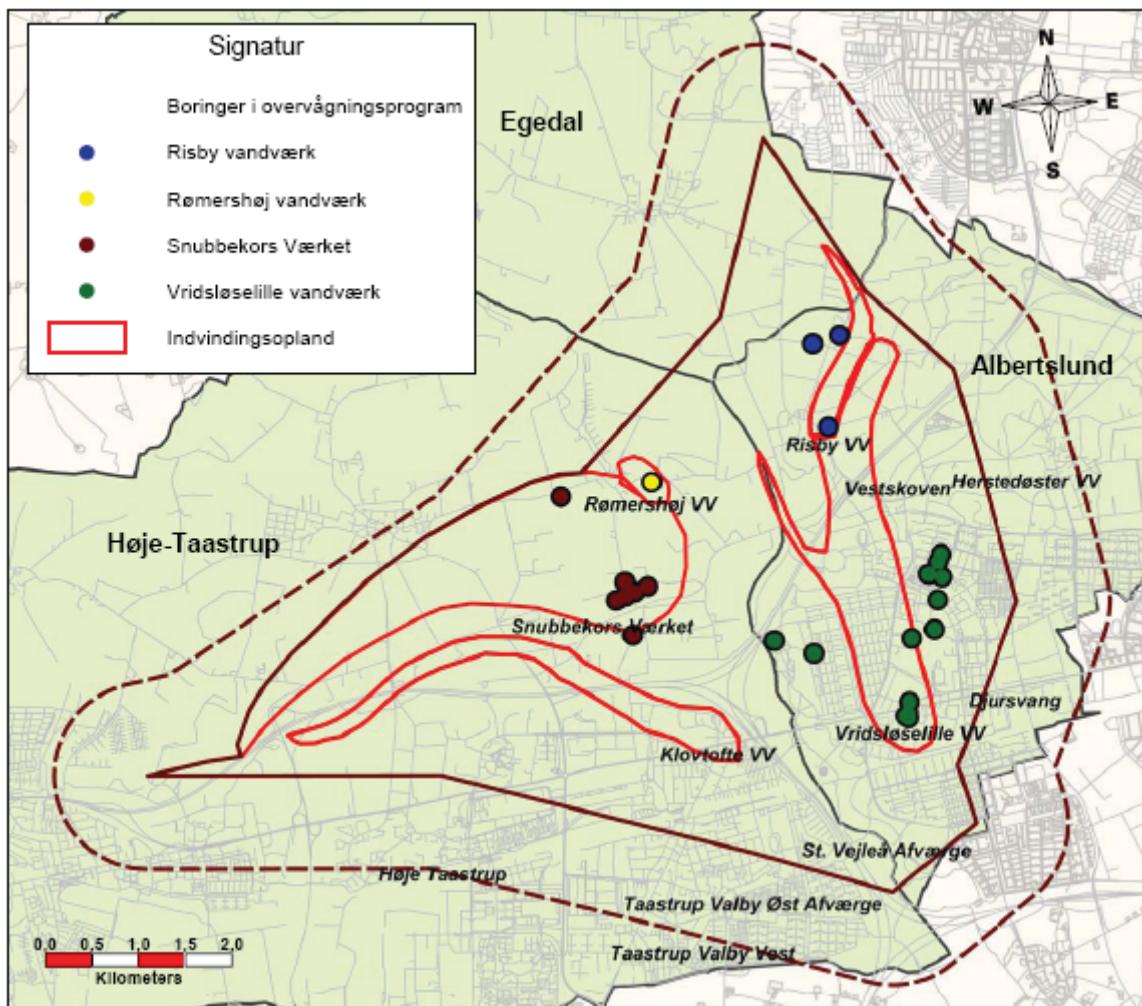 Signatur
Boringer i overvågningsprogram
Risby vandværk
Rømershøj vandværk
Snubbekors Værket
Vridsløselille vandværk
Indvindingsopland
N
W E
S
Egedal
Albertslund
Risby VV
Vestskoven
Herstedøster VV
Rømershøj VV
Høje-Taastrup
Snubbekors Værket
Djursvang
Vridsløselille VV
Klovtofte VV
St. Vejleå Afværge
Høje Taastrup
Taastrup Valby Øst Afværge
Taastrup Valby Vest
0,0 0,5 1,0 1,5 2,0
Kilometers